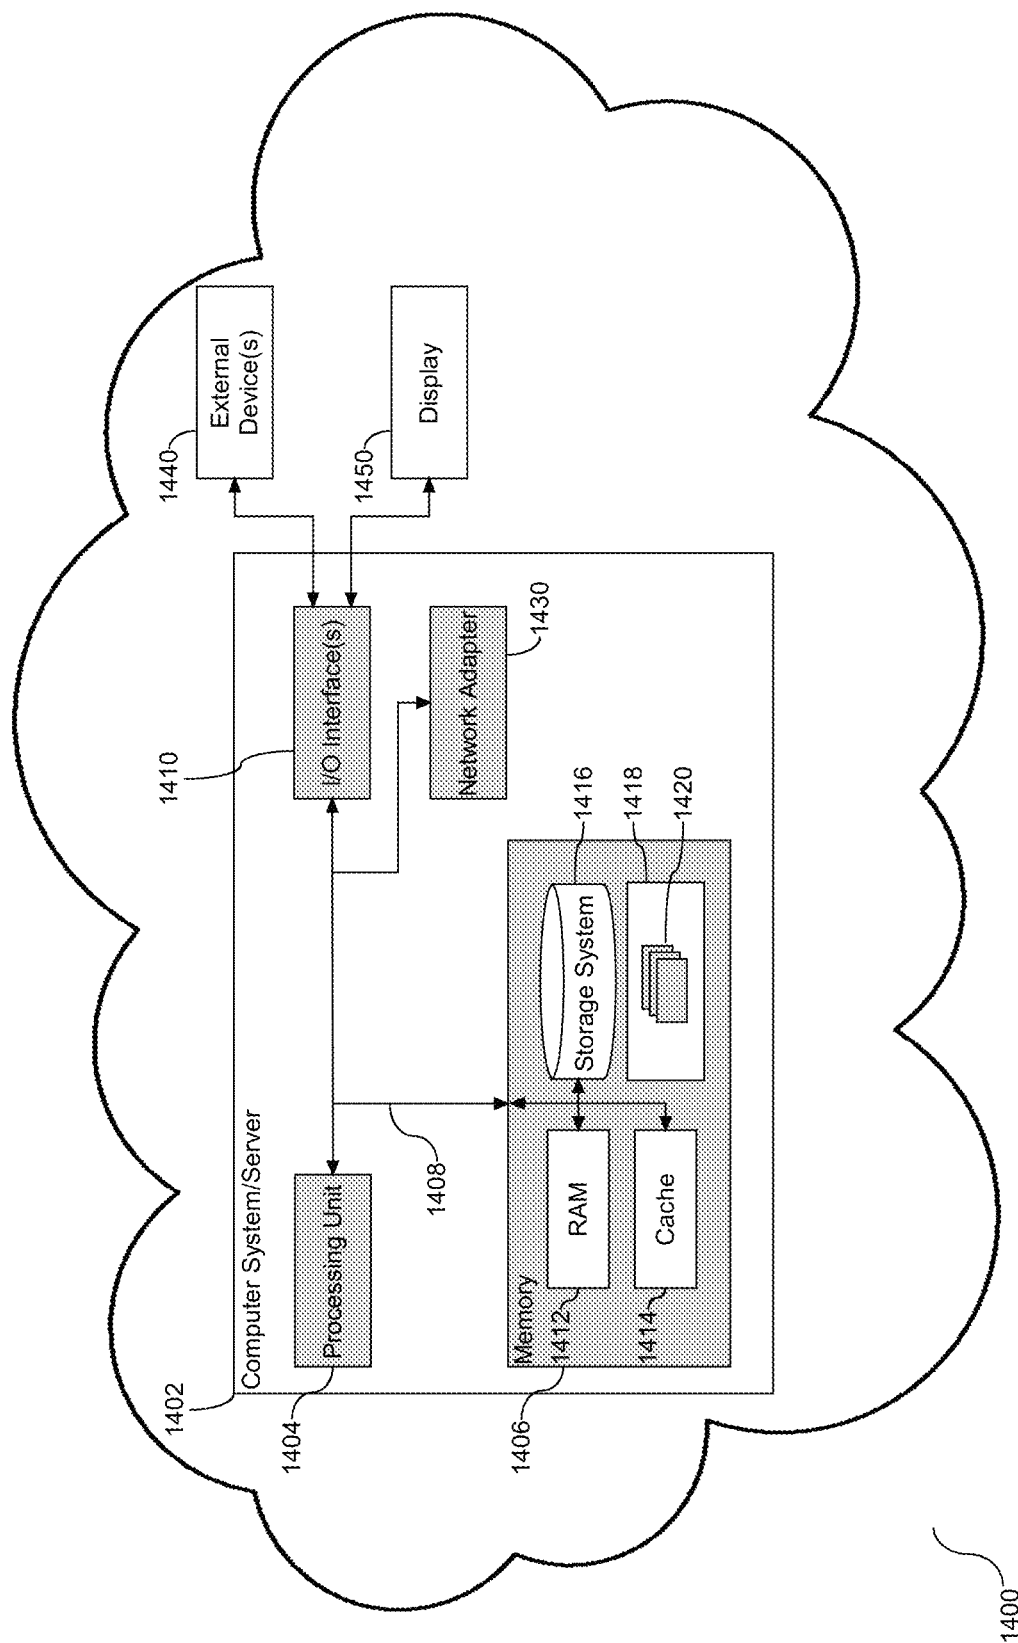 1402
Computer System/Server
1404
Processing Unit
1410
I/O Interface(s)
1440
External
Device(s)
1450
Display
1430
Network Adapter
1408
1406
Memory
1412
RAM
1414
Cache
1416
Storage System
1418
1420
1400